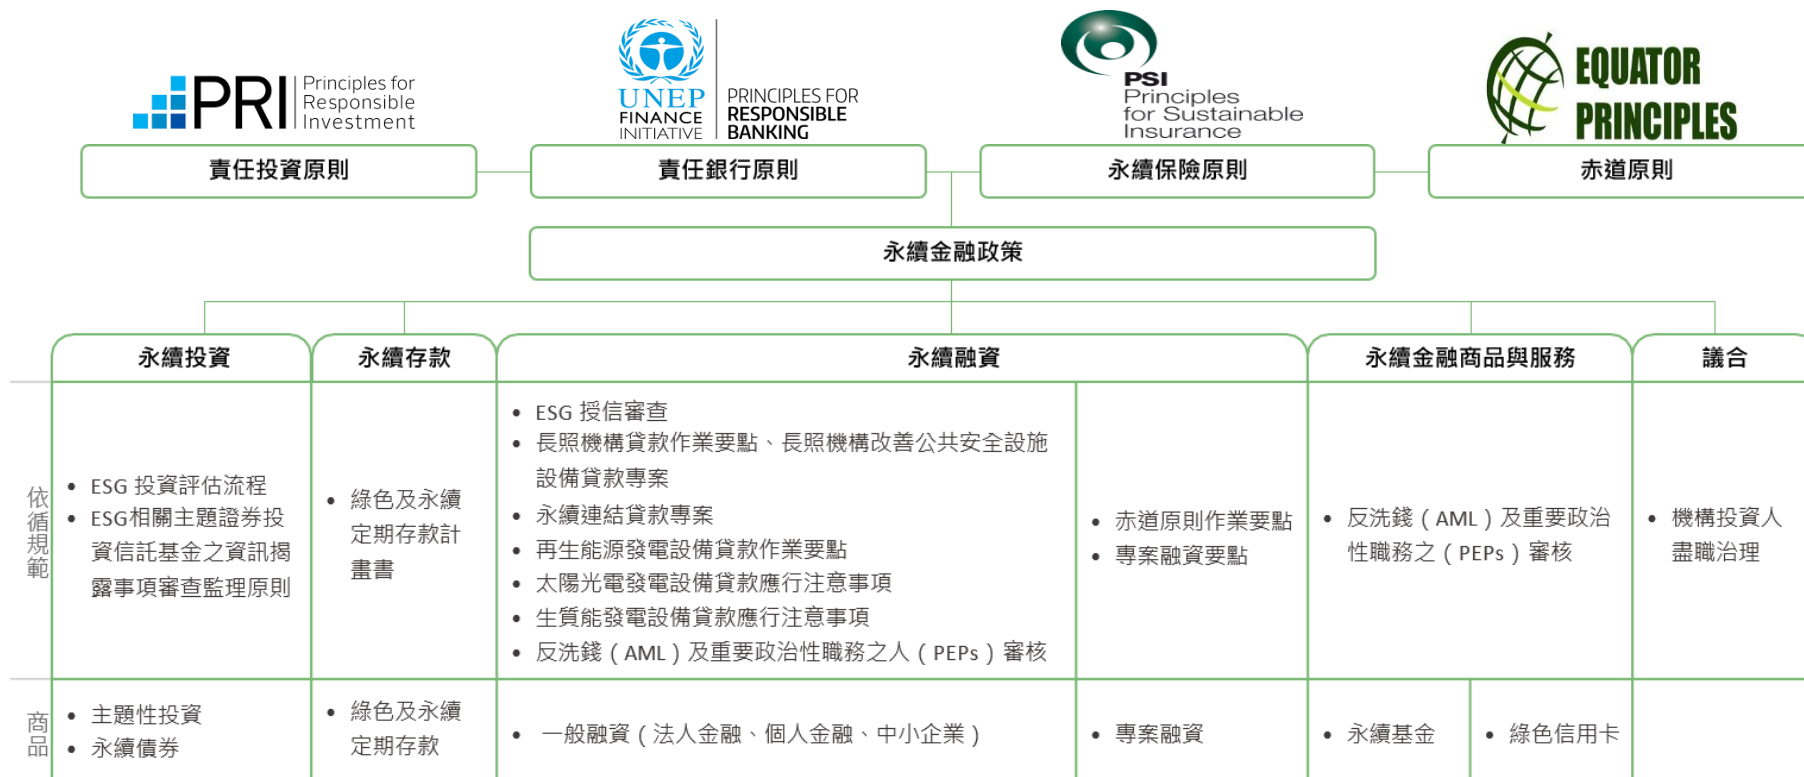 PRI
Principles for
Responsible
Investment
UNEP
FINANCE
INITIATIVE
PRINCIPLES FOR
RESPONSIBLE
BANKING
PSI
Principles
for Sustainable
Insurance
EQUATOR
PRINCIPLES
責任投資原則
責任銀行原則
永續保險原則
赤道原則
永續金融政策
永續投資
永續存款
永續融資
永續金融商品與服務
議合
依循規範
• ESG 投資評估流程
• ESG相關主題證券投
資信託基金之資訊揭
露事項審查監理原則
• 綠色及永續
定期存款計
畫書
• ESG 授信審查
• 長照機構貸款作業要點、長照機構改善公共安全設施
設備貸款專案
• 永續連結貸款專案
• 再生能源發電設備貸款作業要點
• 太陽光電發電設備貸款應行注意事項
• 生質能發電設備貸款應行注意事項
• 反洗錢（AML）及重要政治性職務之人（PEPs）審核
• 赤道原則作業要點
• 專案融資要點
• 反洗錢（AML）及重要政治
性職務之（PEPs）審核
• 機構投資人
盡職治理
商品
• 主題性投資
• 永續債券
• 綠色及永續
定期存款
• 一般融資（法人金融、個人金融、中小企業）
• 專案融資
• 永續基金
• 綠色信用卡